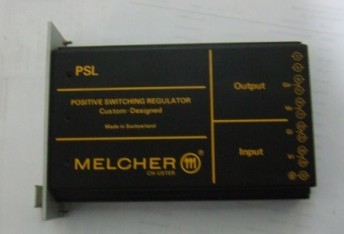 PSL
POSITIVE SWITCHING REGULATOR
Custom-Designed
Made in Switzerland
MELCHER ®
CH-USTER
Output
Input